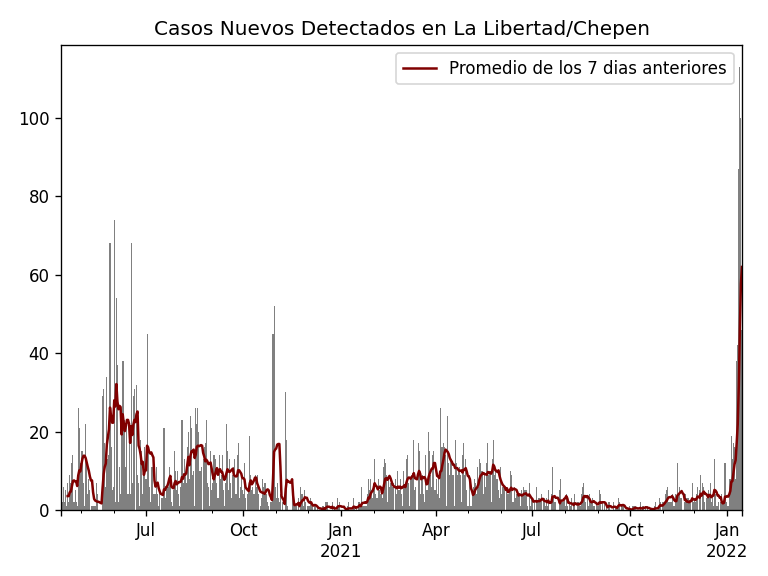 Casos Nuevos Detectados en La Libertad/Chepen
Promedio de los 7 dias anteriores
100
80
60
40
20
0
Jul Oct Jan Apr Jul Oct Jan
2021 2022